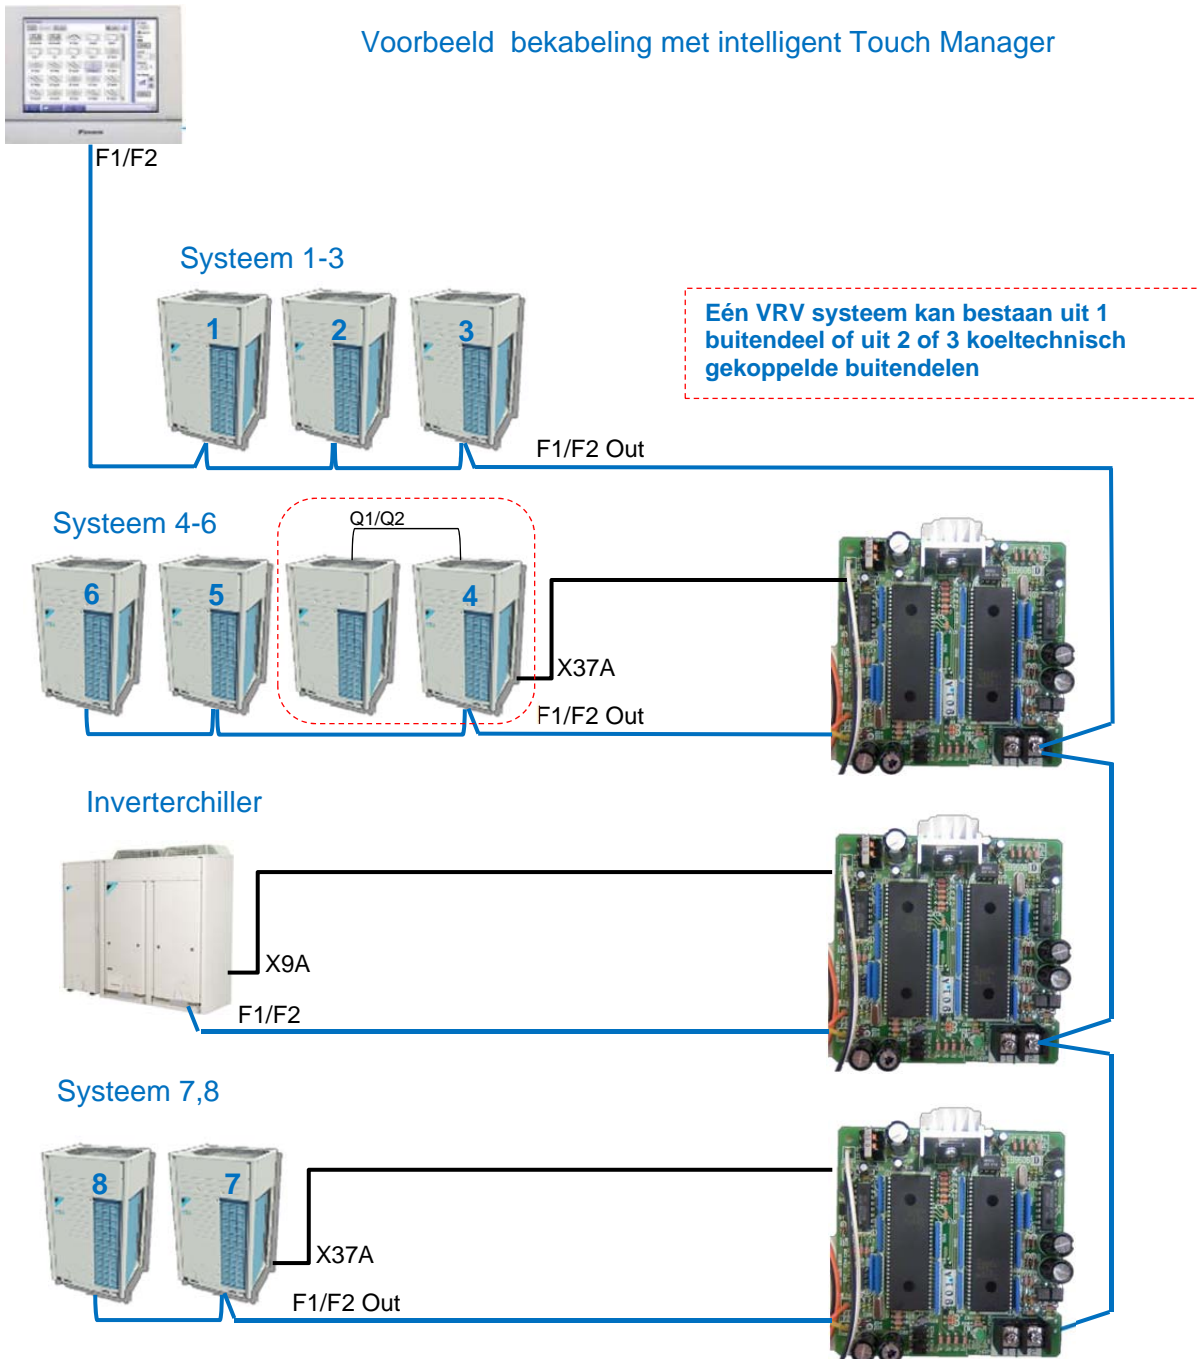 Voorbeeld bekabeling met intelligent Touch Manager
F1/F2
Systeem 1-3
1
2
3
Eén VRV systeem kan bestaan uit 1
buitendeel of uit 2 of 3 koeltechnisch
gekoppelde buitendelen
F1/F2 Out
Systeem 4-6
Q1/Q2
6
5
4
X37A
F1/F2 Out
Inverterchiller
X9A
F1/F2
Systeem 7,8
8
7
X37A
F1/F2 Out